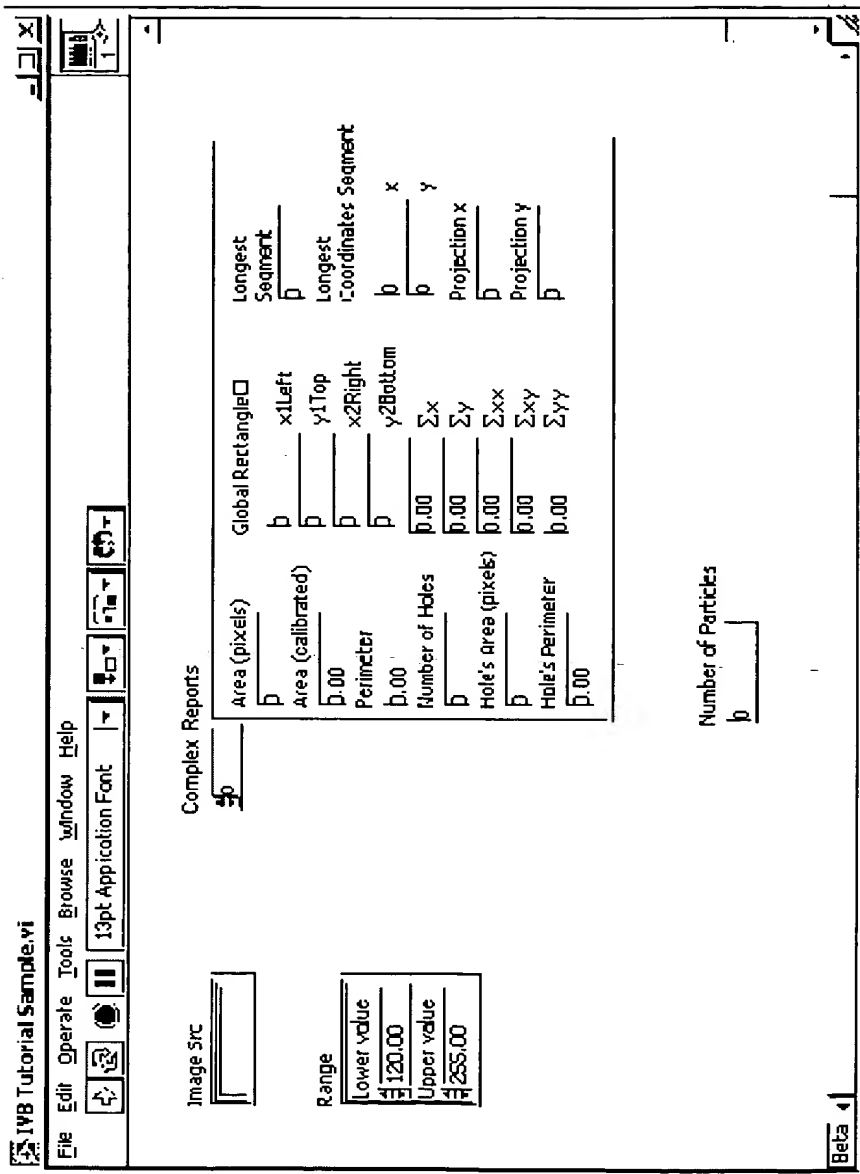 IVB Tutorial Sample.vi
File Edit Operate Tools Browse Window Help
13pt Application Font
1
Image Src
Range
Lower value
120.00
Upper value
255.00
Complex Reports
0
Area (pixels)
0
Area (calibrated)
0.00
Perimeter
0.00
Number of Holes
0
Hole's Area (pixels)
0
Hole's Perimeter
0.00
Global Rectangle
0 x1Left
0 y1Top
0 x2Right
0 y2Bottom
0.00 Σx
0.00 Σy
0.00 Σxx
0.00 Σxy
0.00 Σyy
Longest
Segment
0
Longest
Coordinates Segment
0 x
0 y
Projection x
0
Projection y
0
Number of Particles
0
Beta